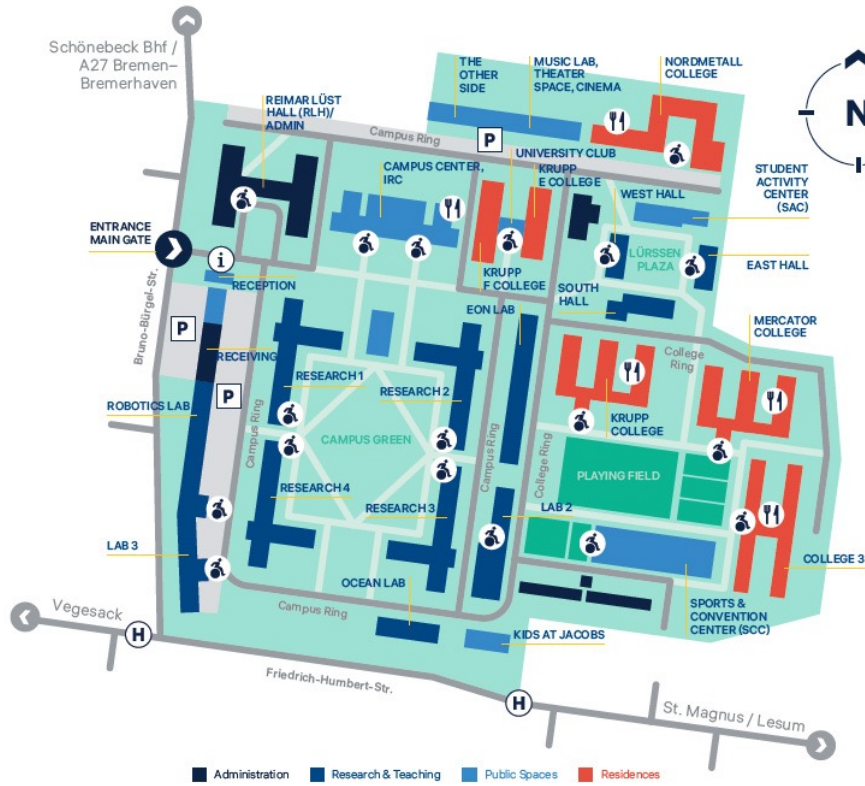 Schönebeck Bhf /
A27 Bremen–
Bremerhaven
THE
OTHER
SIDE
MUSIC LAB,
THEATER
SPACE, CINEMA
NORDMETALL
COLLEGE
N
REIMAR LÜST
HALL (RLH)/
ADMIN
Campus Ring
P
CAMPUS CENTER,
IRC
UNIVERSITY CLUB
KRUPP
E COLLEGE
WEST HALL
STUDENT
ACTIVITY
CENTER
(SAC)
ENTRANCE
MAIN GATE
i
RECEPTION
KRUPP
F COLLEGE
SOUTH
HALL
LÜRSSEN
PLAZA
EAST HALL
Bruno-Bürgel-Str.
P
RECEIVING
EON LAB
MERCATOR
COLLEGE
College
Ring
ROBOTICS LAB
P
RESEARCH 1
RESEARCH 2
KRUPP
COLLEGE
Campus Ring
CAMPUS GREEN
Campus Ring
College Ring
PLAYING FIELD
RESEARCH 4
RESEARCH 3
LAB 2
LAB 3
COLLEGE 3
OCEAN LAB
Campus Ring
SPORTS &
CONVENTION
CENTER (SCC)
KIDS AT JACOBS
Vegesack
H
Friedrich-Humbert-Str.
H
St. Magnus / Lesum
Administration
Research & Teaching
Public Spaces
Residences